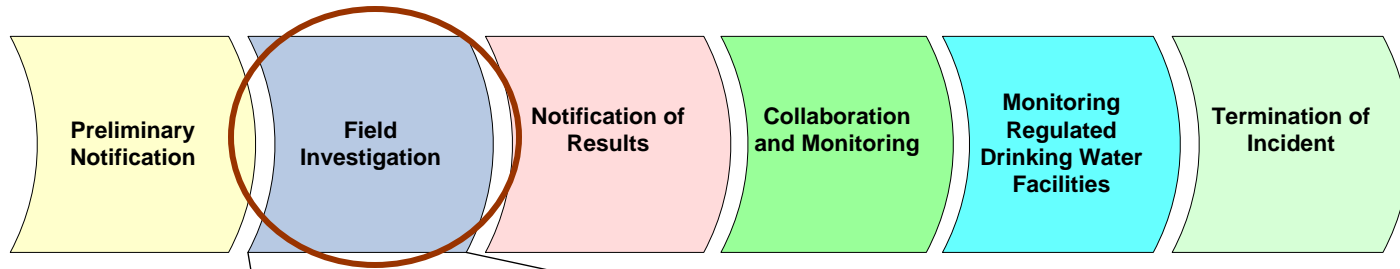 Preliminary
Notification
Field
Investigation
Notification of
Results
Collaboration
and Monitoring
Monitoring
Regulated
Drinking Water
Facilities
Termination of
Incident